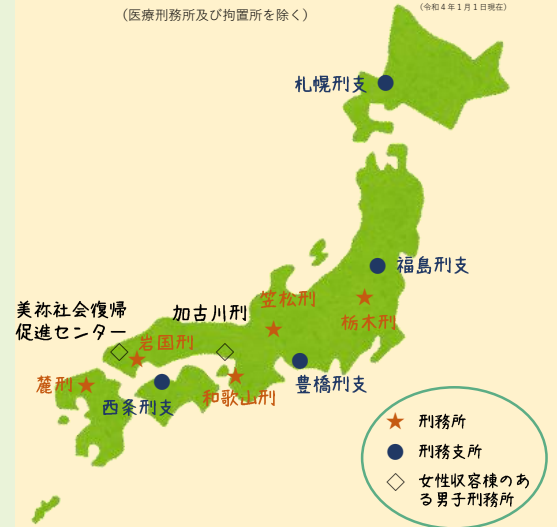 (医療刑務所及び拘置所を除く)
(令和4年1月1日現在)
札幌刑支
福島刑支
笠松刑
栃木刑
加古川刑
美祢社会復帰
促進センター
岩国刑
麓刑
西条刑支
和歌山刑
豊橋刑支
刑務所
刑務支所
女性収容棟のあ
る男子刑務所